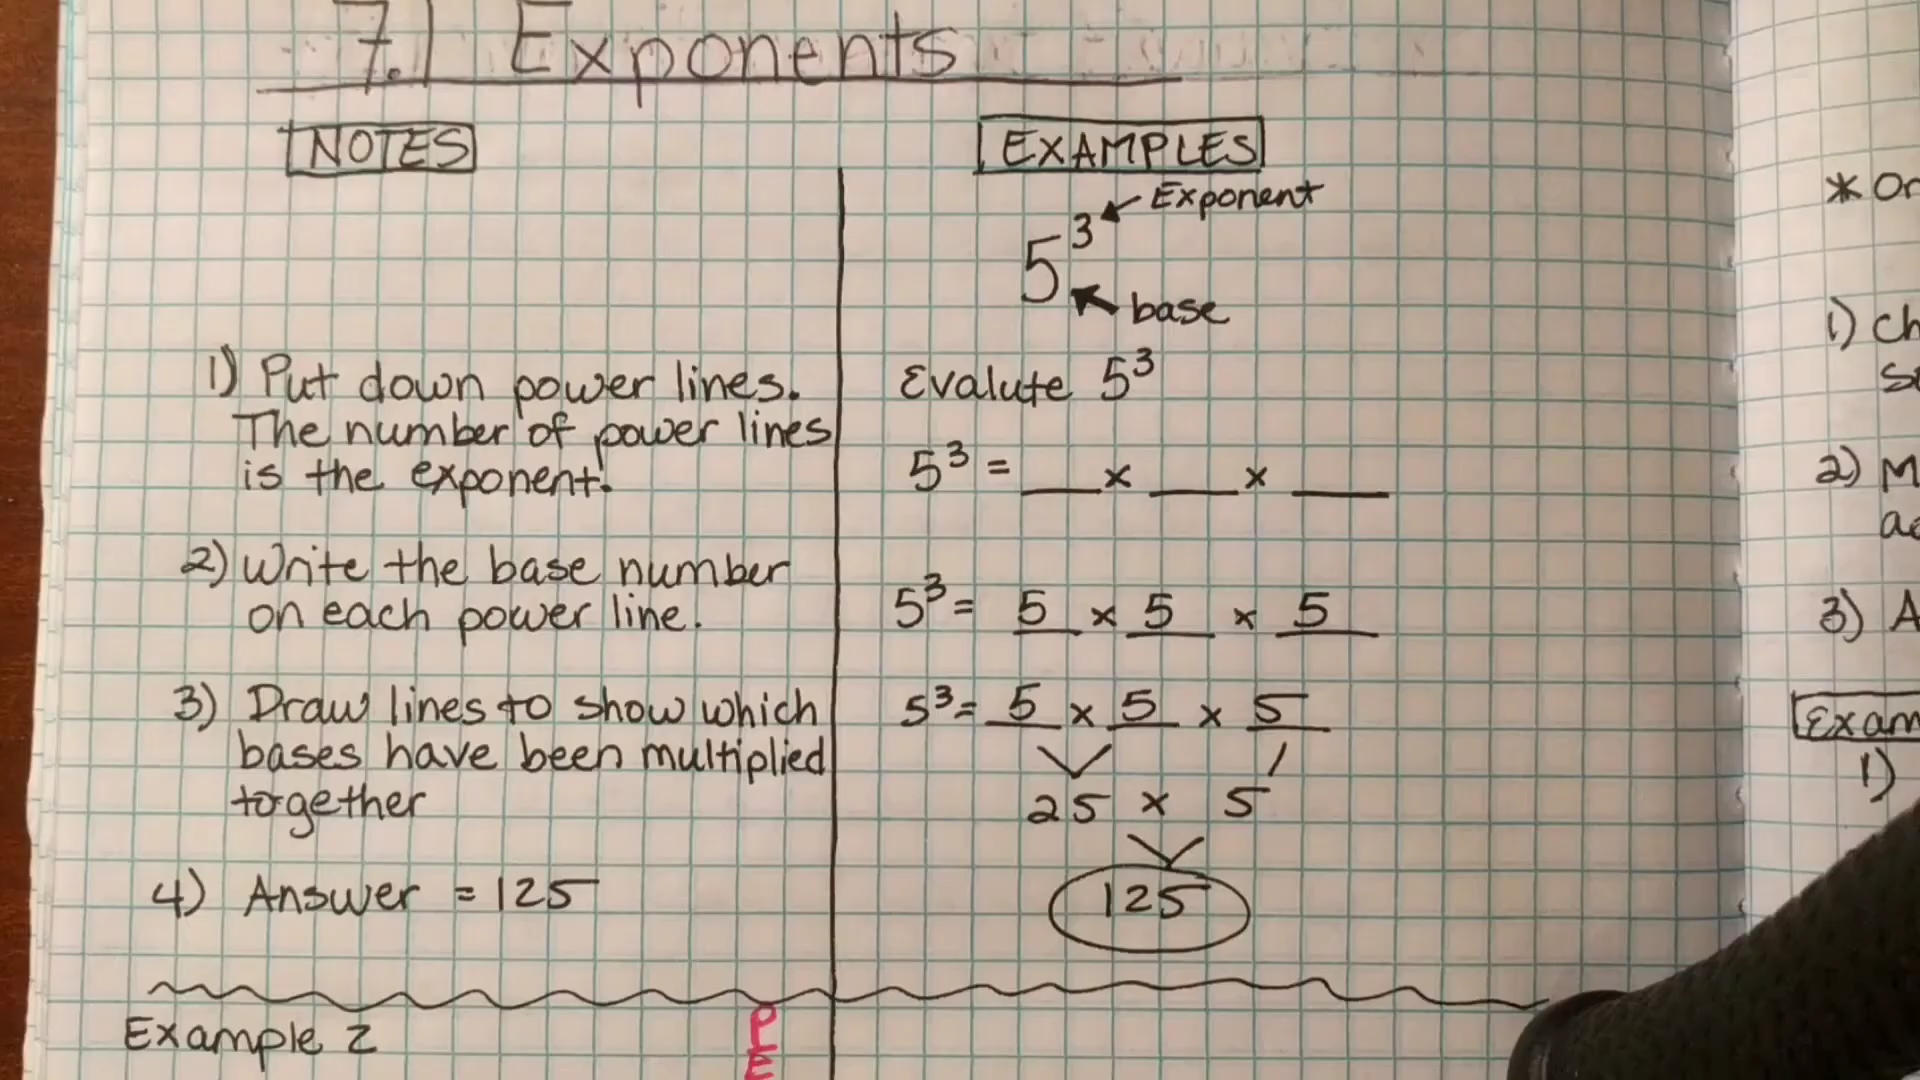 7.1 Exponents
NOTES
EXAMPLES
Exponent
5³
base
1) Put down power lines.
The number of power lines
is the exponent.
Evalute 5³
5³ = __ x __ x __
2) Write the base number
on each power line.
5³ = 5 x 5 x 5
3) Draw lines to show which
bases have been multiplied
together
5³ = 5 x 5 x 5
25 x 5
4) Answer = 125
125
Example 2
P
E
* Or
1) Ch
2) M
3) A
Exam
1)